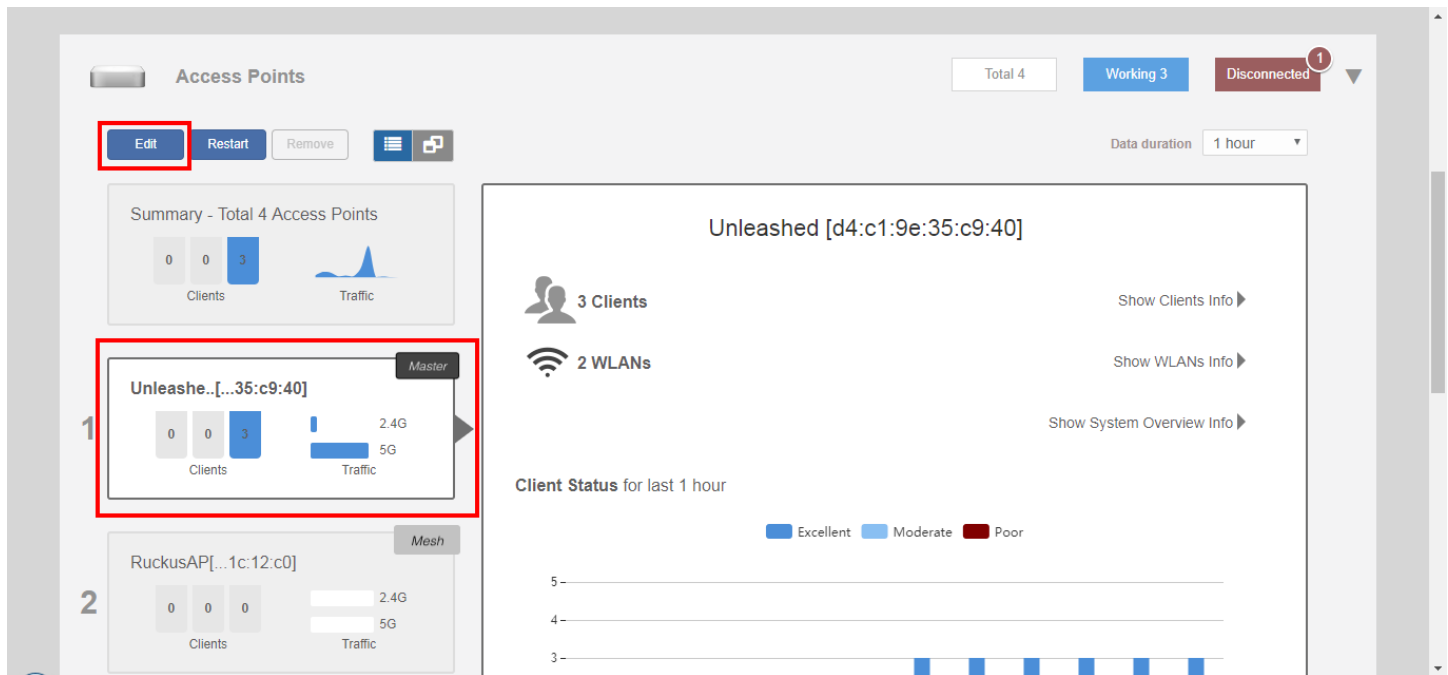 Access Points
Total 4
Working 3
Disconnected
1
Edit
Restart
Remove
Data duration
1 hour
Summary - Total 4 Access Points
0 0 3
Clients
Traffic
1
Master
Unleashe..[...35:c9:40]
0 0 3
2.4G
5G
Clients
Traffic
2
Mesh
RuckusAP[...1c:12:c0]
0 0 0
2.4G
5G
Clients
Traffic
Unleashed [d4:c1:9e:35:c9:40]
3 Clients
Show Clients Info
2 WLANs
Show WLANs Info
Show System Overview Info
Client Status for last 1 hour
Excellent Moderate Poor
5
4
3